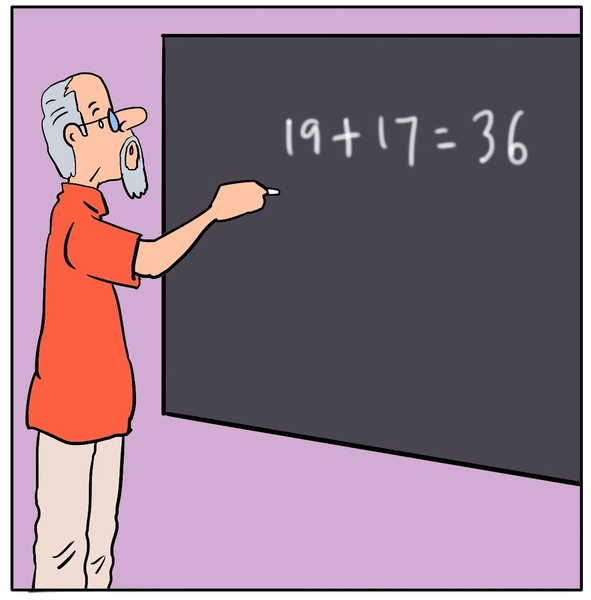 19 + 17 = 36